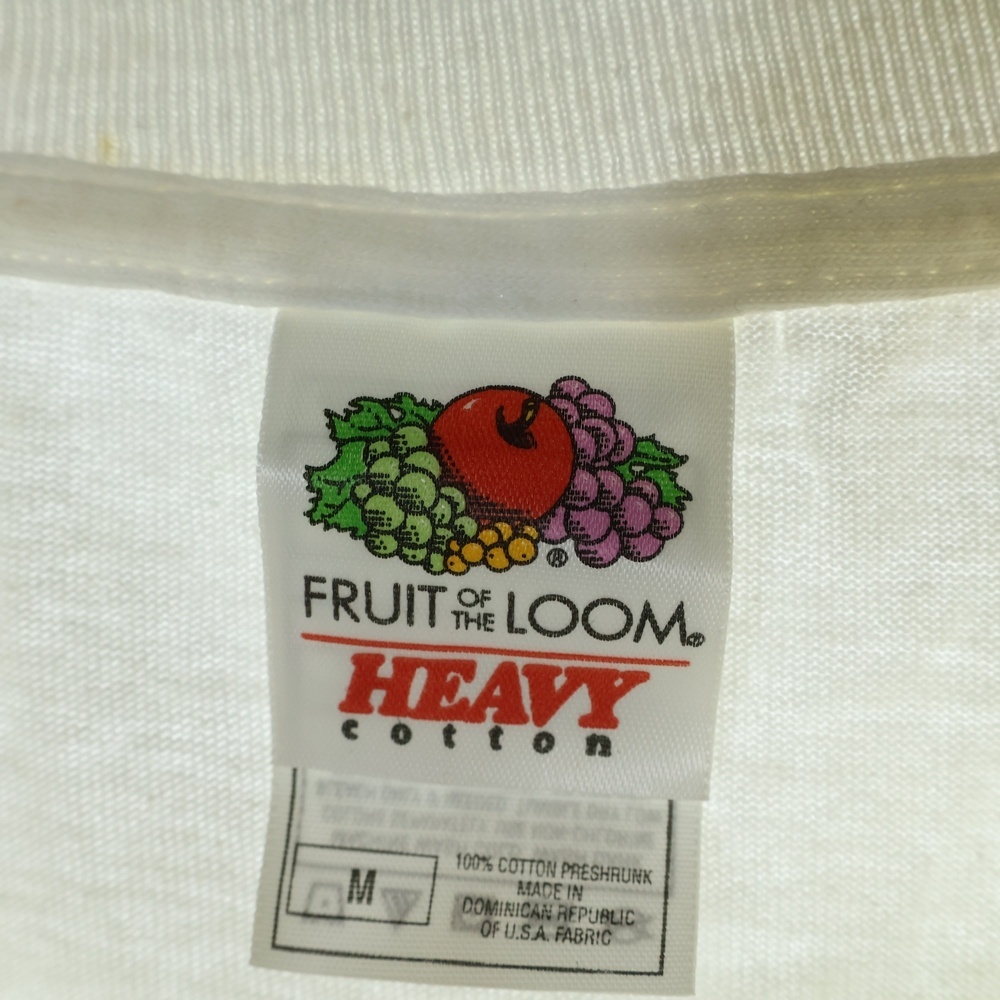 ®
FRUIT OF THE LOOM®
HEAVY
cotton
M
100% COTTON PRESHRUNK
MADE IN
DOMINICAN REPUBLIC
OF U.S.A. FABRIC